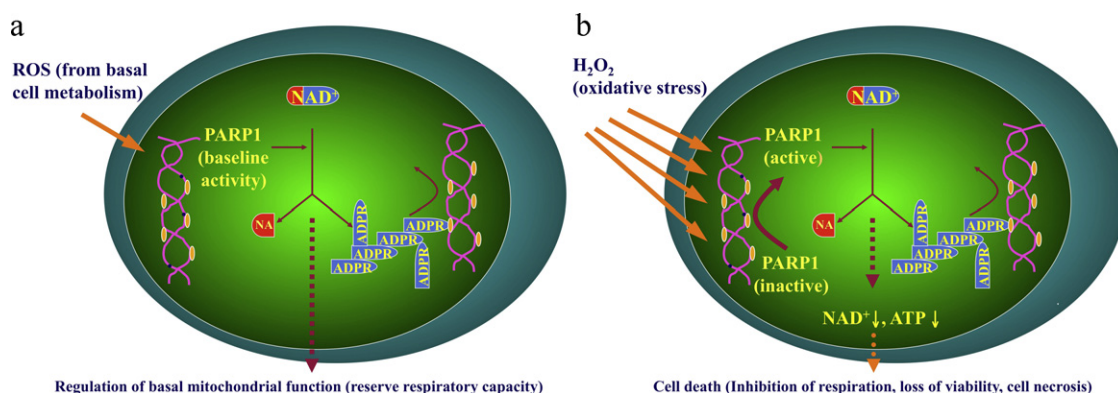 a
ROS (from basal
cell metabolism)
NAD⁺
PARP1
(baseline
activity)
NA
ADPR
ADPR
ADPR
ADPR
ADPR
ADPR
Regulation of basal mitochondrial function (reserve respiratory capacity)
b
H₂O₂
(oxidative stress)
NAD⁺
PARP1
(active)
NA
ADPR
ADPR
ADPR
ADPR
ADPR
ADPR
PARP1
(inactive)
NAD⁺↓, ATP ↓
Cell death (Inhibition of respiration, loss of viability, cell necrosis)